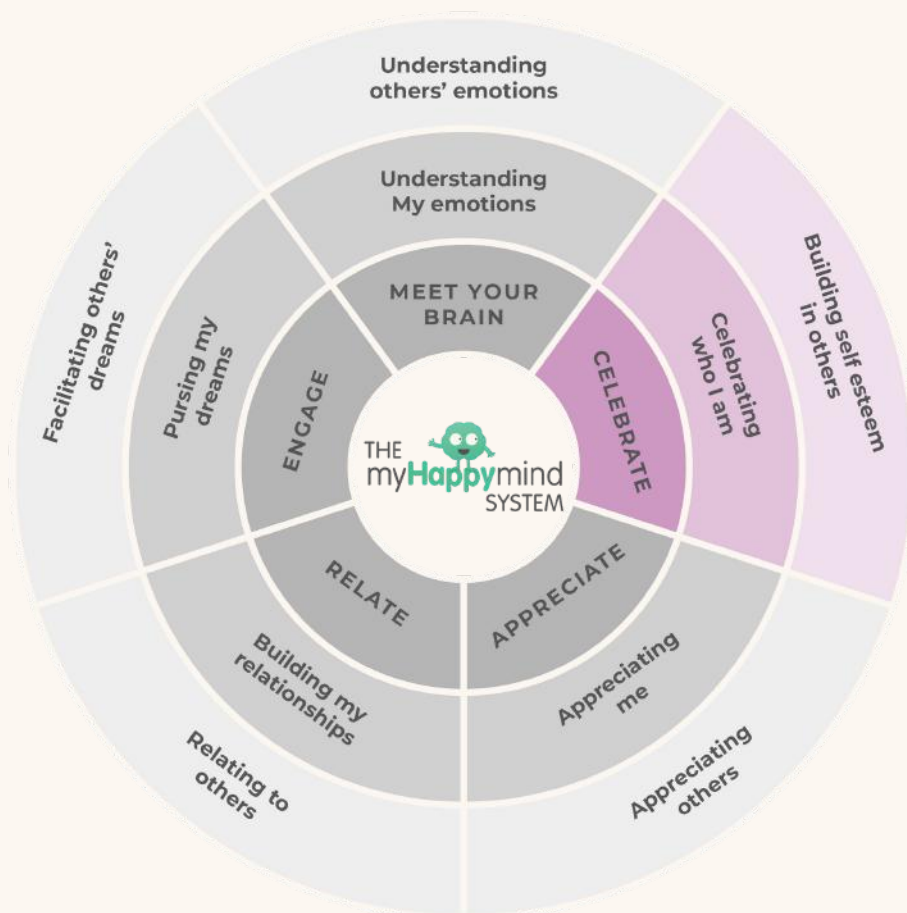 Understanding
others' emotions
Understanding
My emotions
MEET YOUR
BRAIN
CELEBRATE
Celebrating
who I am
Building self esteem
in others
APPRECIATE
Appreciating
me
Appreciating
others
RELATE
Building my
relationships
Relating to
others
ENGAGE
Pursing my
dreams
Facilitating others'
dreams
THE
myHappymind
SYSTEM